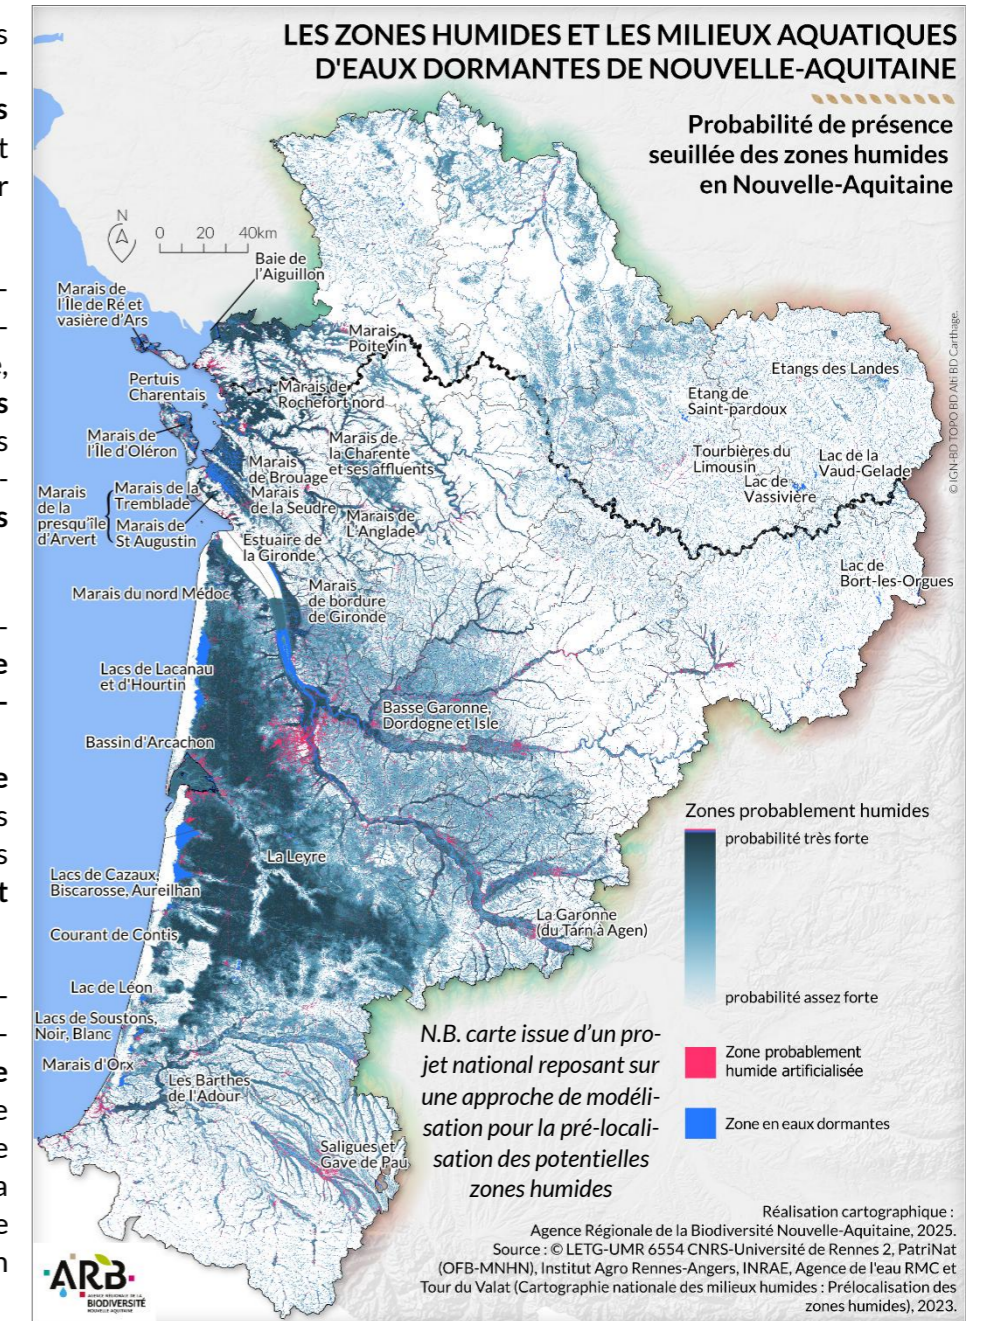 LES ZONES HUMIDES ET LES MILIEUX AQUATIQUES
D'EAUX DORMANTES DE NOUVELLE-AQUITAINE
Probabilité de présence
seuillée des zones humides
en Nouvelle-Aquitaine
N
0 20 40km
Baie de
l'Aiguillon
Marais de
l'Île de Ré et
vasière d'Ars
Marais
Poitevin
Pertuis
Charentais
Marais de
Rochefort nord
Etangs des Landes
Etang de
Saint-pardoux
Marais de
l'Île d'Oléron
Marais de
la Charente
et ses affluents
Marais
de Brouage
Tourbières du
Limousin
Lac de la
Vaud-Gelade
Lac de
Vassivière
Marais
de la
presqu'île
d'Arvert
Marais de la
Tremblade
Marais de
St Augustin
Marais
de la Seudre
Marais de
L'Anglade
Estuaire de
la Gironde
Lac de
Bort-les-Orgues
Marais du nord Médoc
Marais
de bordure
de Gironde
Lacs de Lacanau
et d'Hourtin
Basse Garonne,
Dordogne et Isle
Bassin d'Arcachon
La Leyre
Lacs de Cazaux,
Biscarosse, Aureilhan
La Garonne
(du Tarn à Agen)
Courant de Contis
Lac de Léon
Lacs de Soustons,
Noir, Blanc
Marais d'Orx
Les Barthes
de l'Adour
Saligues et
Gave de Pau
© IGN-BD TOPO BD Alti BD Carthage.
Zones probablement humides
probabilité très forte
probabilité assez forte
Zone probablement
humide artificialisée
Zone en eaux dormantes
N.B. carte issue d'un pro-
jet national reposant sur
une approche de modéli-
sation pour la pré-locali-
sation des potentielles
zones humides
Réalisation cartographique :
Agence Régionale de la Biodiversité Nouvelle-Aquitaine, 2025.
Source : © LETG-UMR 6554 CNRS-Université de Rennes 2, PatriNat
(OFB-MNHN), Institut Agro Rennes-Angers, INRAE, Agence de l'eau RMC et
Tour du Valat (Cartographie nationale des milieux humides : Prélocalisation des
zones humides), 2023.
ARB
AGENCE RÉGIONALE DE LA
BIODIVERSITÉ
NOUVELLE-AQUITAINE